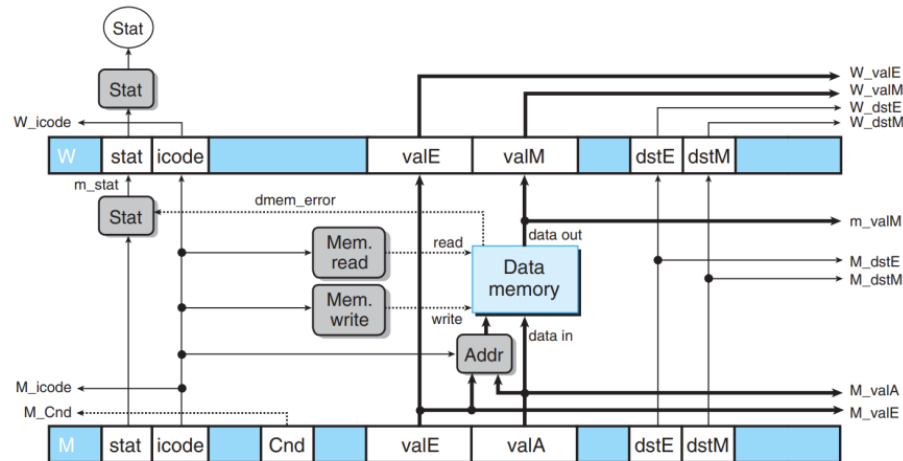 Stat
Stat
W_valE
W_valM
W_dstE
W_dstM
W_icode
W stat icode valE valM dstE dstM
m_stat
Stat
dmem_error
m_valM
data out
Mem. read
read
Data memory
M_dstE
M_dstM
Mem. write
write
data in
Addr
M_icode
M_valA
M_Cnd
M_valE
M stat icode Cnd valE valA dstE dstM